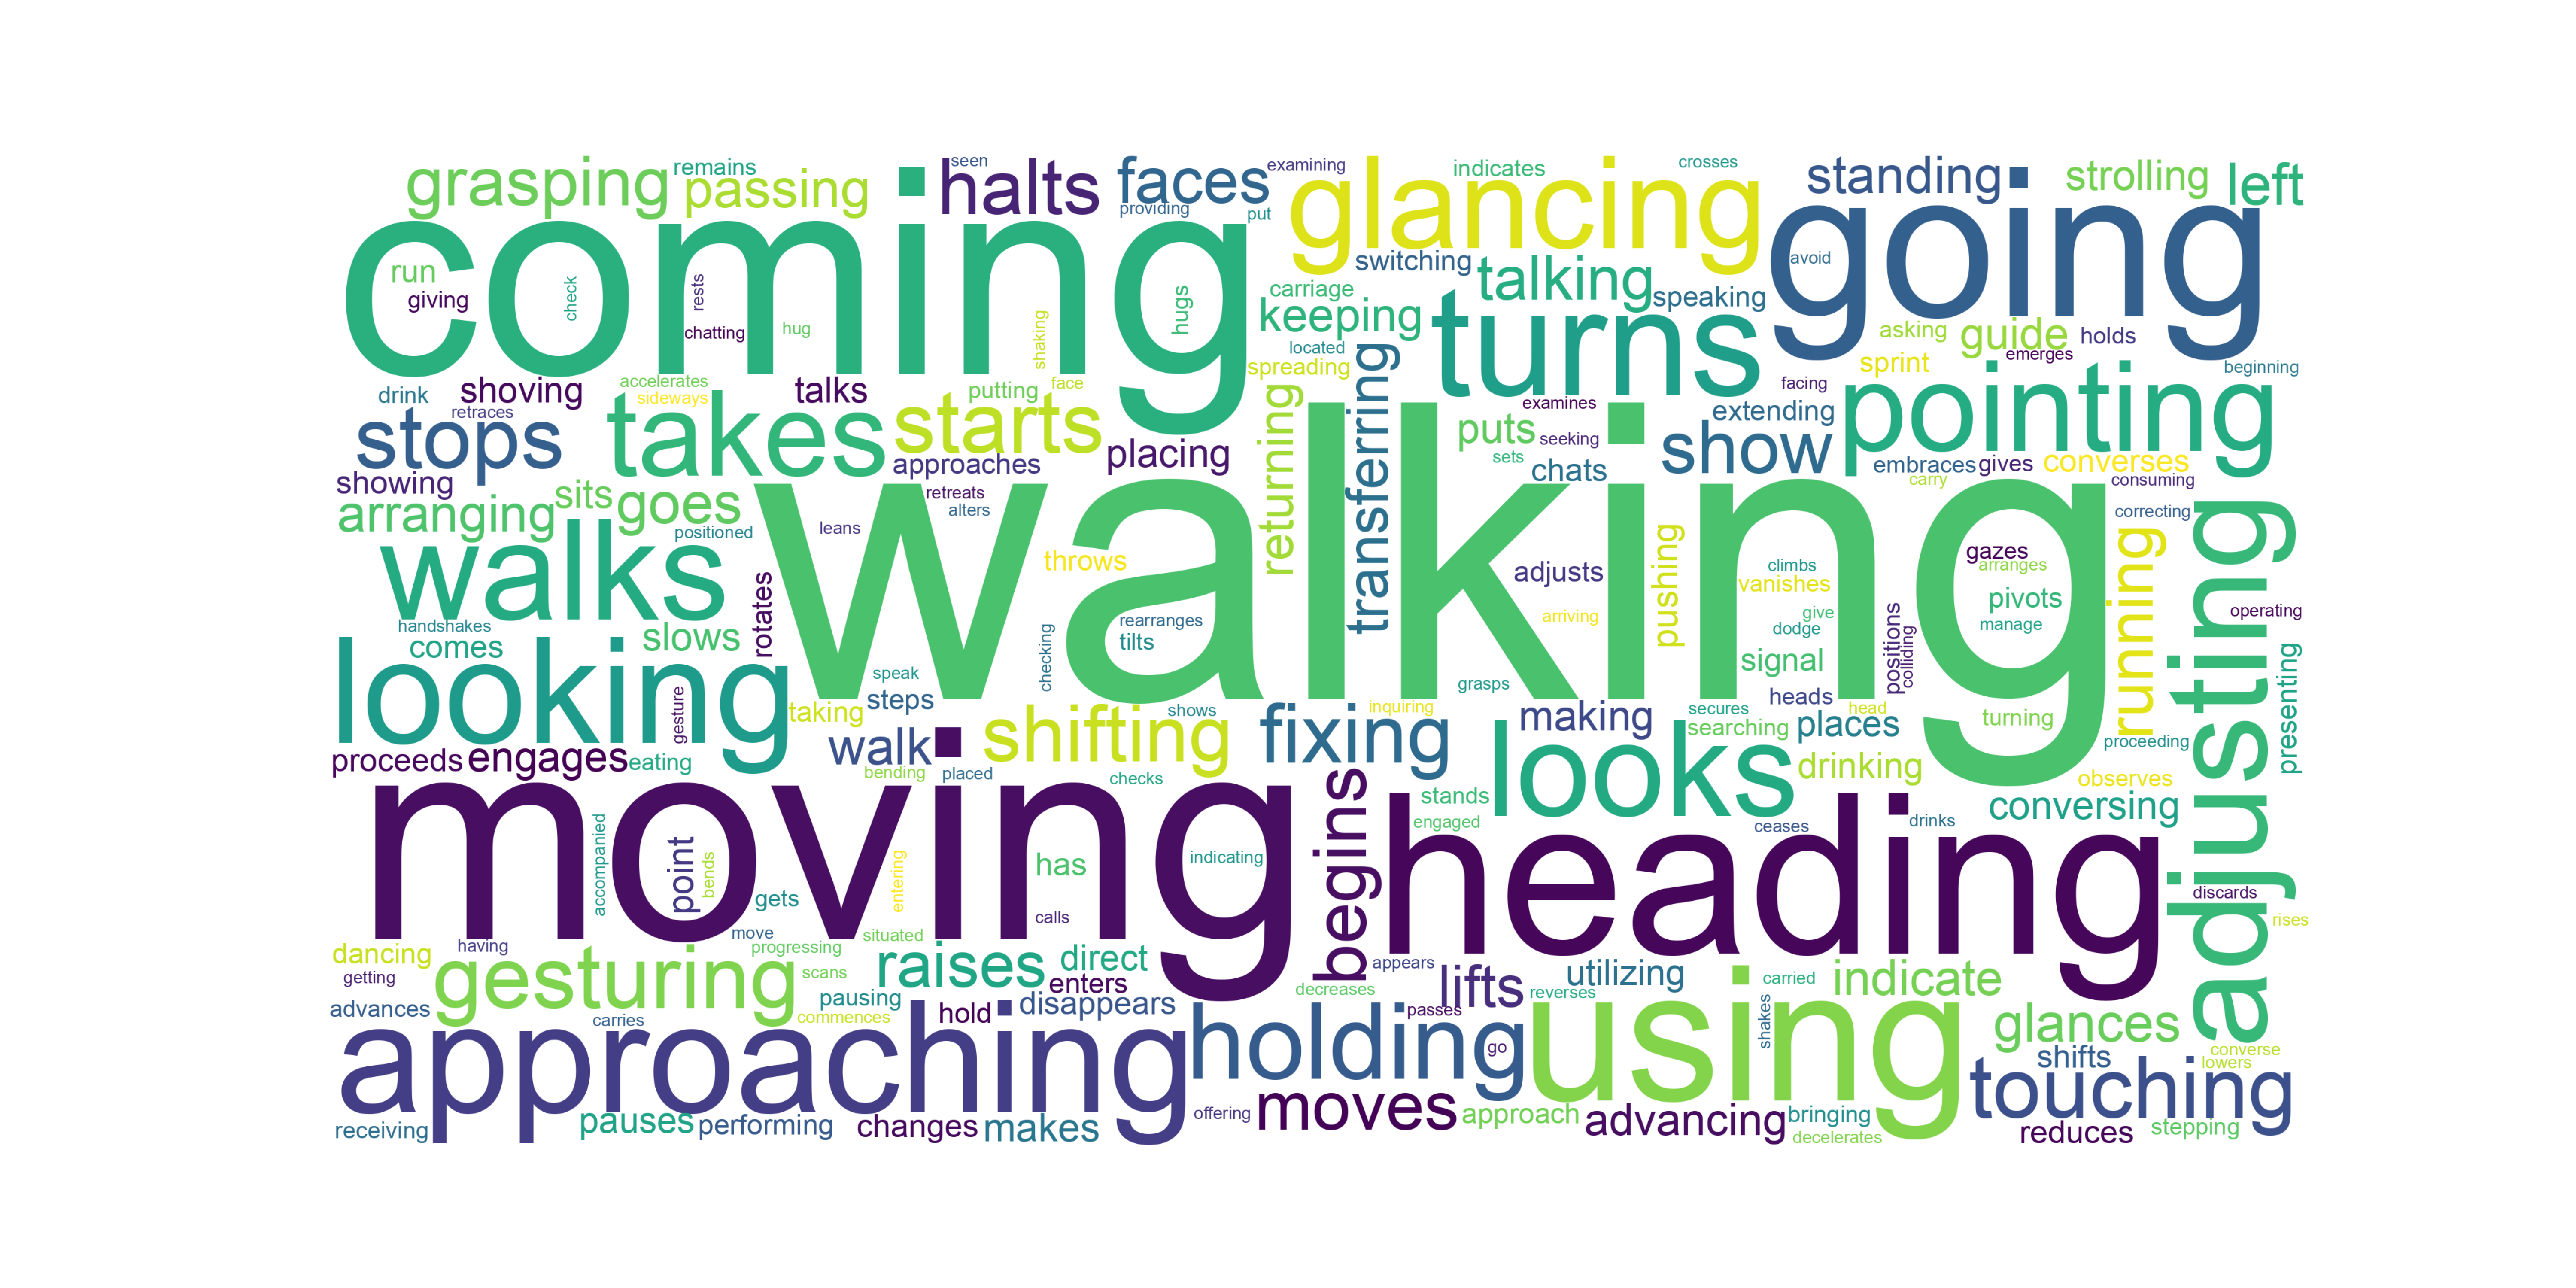 seen
examining
indicates
crosses
grasping
remains
passing
halts
faces
glancing
standing
strolling
left
providing
put
coming
going
run
giving
check
rests
chatting
hug
shaking
hugs
switching
talking
avoid
carriage
keeping
speaking
turns
located
asking
guide
holds
emerges
sprint
beginning
spreading
drink
shoving
accelerates
sideways
talks
putting
face
returning
transferring
examines
facing
extending
pointing
retraces
stops
takes
starts
approaches
placing
puts
seeking
sets
chats
show
embraces
gives
converses
carry
consuming
showing
arranging
sits
goes
retreats
alters
positioned
leans
walking
correcting
walks
throws
adjusts
pushing
climbs
vanishes
gazes
arranges
running
adjusting
rotates
rearranges
tilts
arriving
give
dodge
pivots
manage
operating
handshakes
comes
slows
checking
signal
positions
colliding
looking
gesture
speak
steps
taking
grasps
heads
head
turning
presenting
shows
shifting
fixing
inquiring
making
secures
searching
places
proceeding
walk
proceeds
engages
eating
bending
placed
checks
looks
drinking
observes
moving
begins
stands
engaged
heading
ceases
drinks
conversing
accompanied
point
bends
gets
entering
has
indicating
calls
discards
rises
move
situated
dancing
having
getting
gesturing
progressing
scans
raises
direct
enters
decreases
appears
lifts
utilizing
carried
indicate
reverses
advances
carries
pausing
commences
hold
disappears
passes
approaching
holding
go
using
shakes
glances
converse
shifts
lowers
touching
receiving
pauses
performing
changes
makes
offering
moves
approach
advancing
bringing
decelerates
reduces
stepping